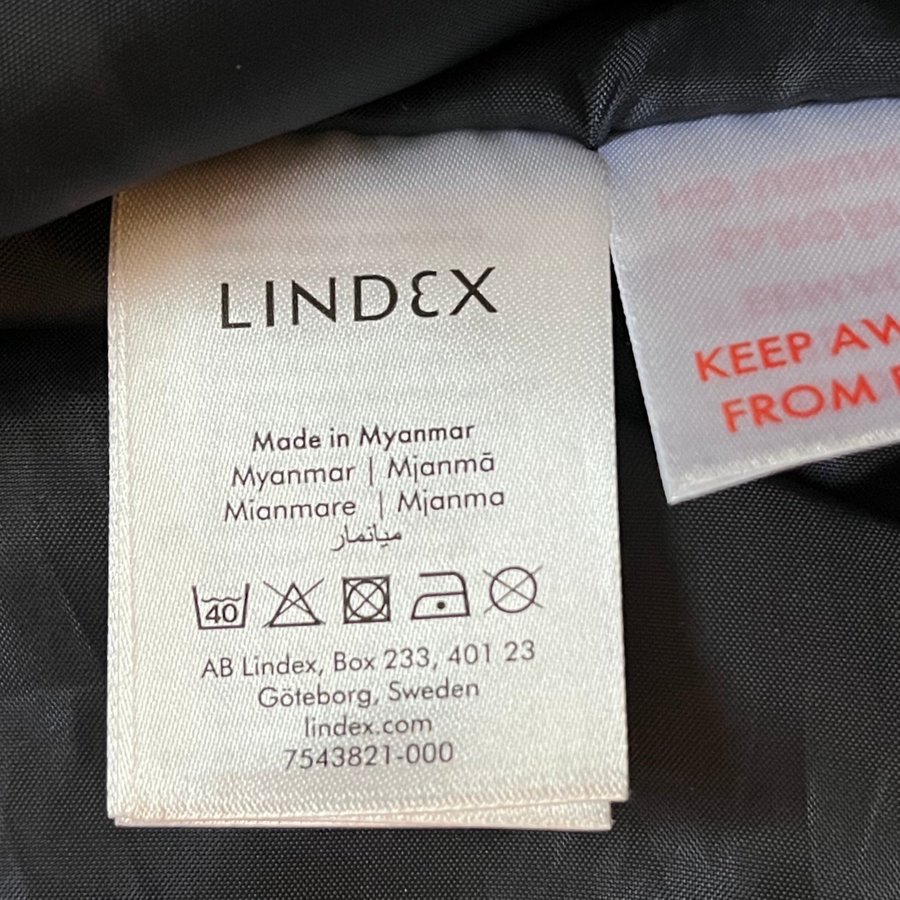 LINDEX
Made in Myanmar
Myanmar | Mjanmā
Mianmare | Mjanma
ميانمار
40
AB Lindex, Box 233, 401 23
Göteborg, Sweden
lindex.com
7543821-000
KEEP
FROM